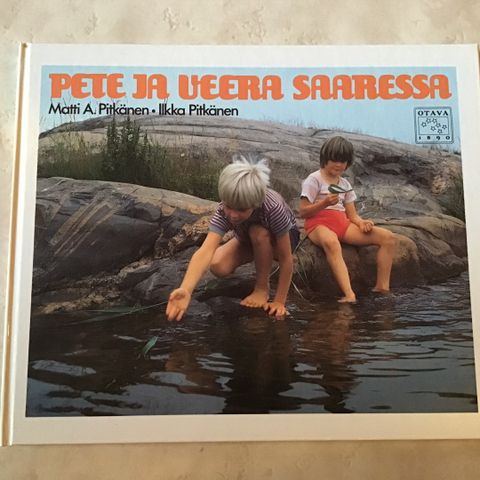 PETE JA VEERA SAARESSA
Matti A. Pitkänen • Ilkka Pitkänen
OTAVA
1890